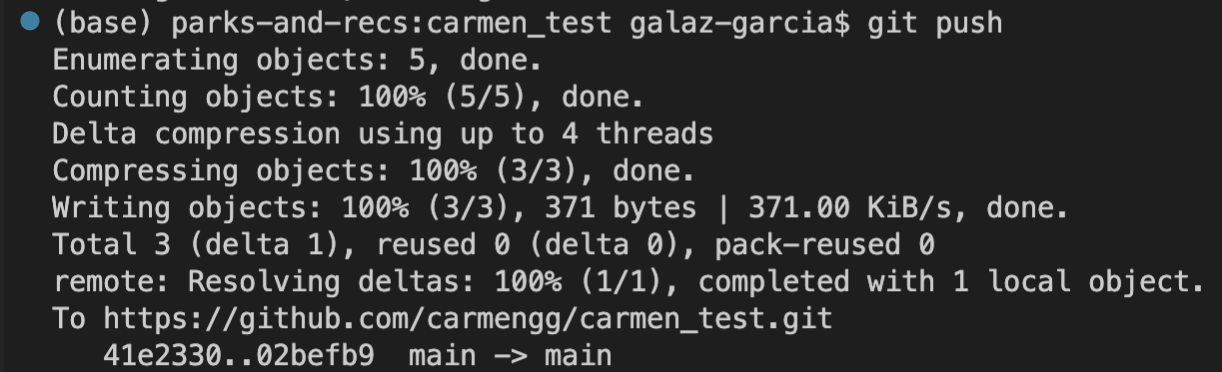 (base) parks-and-recs:carmen_test galaz-garcia$ git push
Enumerating objects: 5, done.
Counting objects: 100% (5/5), done.
Delta compression using up to 4 threads
Compressing objects: 100% (3/3), done.
Writing objects: 100% (3/3), 371 bytes | 371.00 KiB/s, done.
Total 3 (delta 1), reused 0 (delta 0), pack-reused 0
remote: Resolving deltas: 100% (1/1), completed with 1 local object.
To https://github.com/carmengg/carmen_test.git
   41e2330..02befb9  main -> main